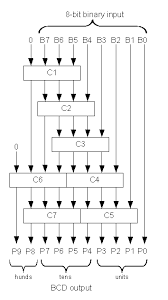 8-bit binary input
0 B7 B6 B5 B4 B3 B2 B1 B0
C1
C2
C3
0
C6 C4
C7 C5
P9 P8 P7 P6 P5 P4 P3 P2 P1 P0
hunds tens units
BCD output